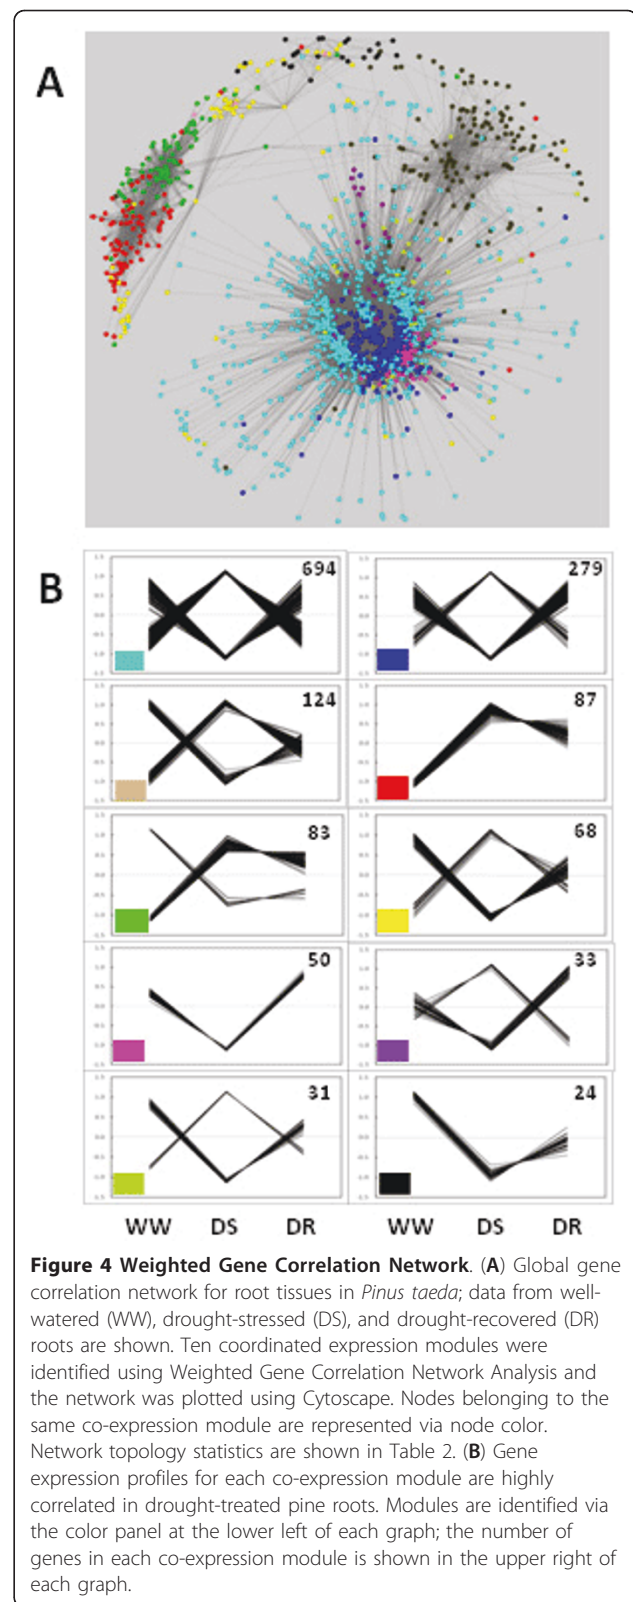 A
B
694
279
124
87
83
68
50
33
31
24
WW DS DR WW DS DR
Figure 4 Weighted Gene Correlation Network. (A) Global gene
correlation network for root tissues in Pinus taeda; data from well-
watered (WW), drought-stressed (DS), and drought-recovered (DR)
roots are shown. Ten coordinated expression modules were
identified using Weighted Gene Correlation Network Analysis and
the network was plotted using Cytoscape. Nodes belonging to the
same co-expression module are represented via node color.
Network topology statistics are shown in Table 2. (B) Gene
expression profiles for each co-expression module are highly
correlated in drought-treated pine roots. Modules are identified via
the color panel at the lower left of each graph; the number of
genes in each co-expression module is shown in the upper right of
each graph.